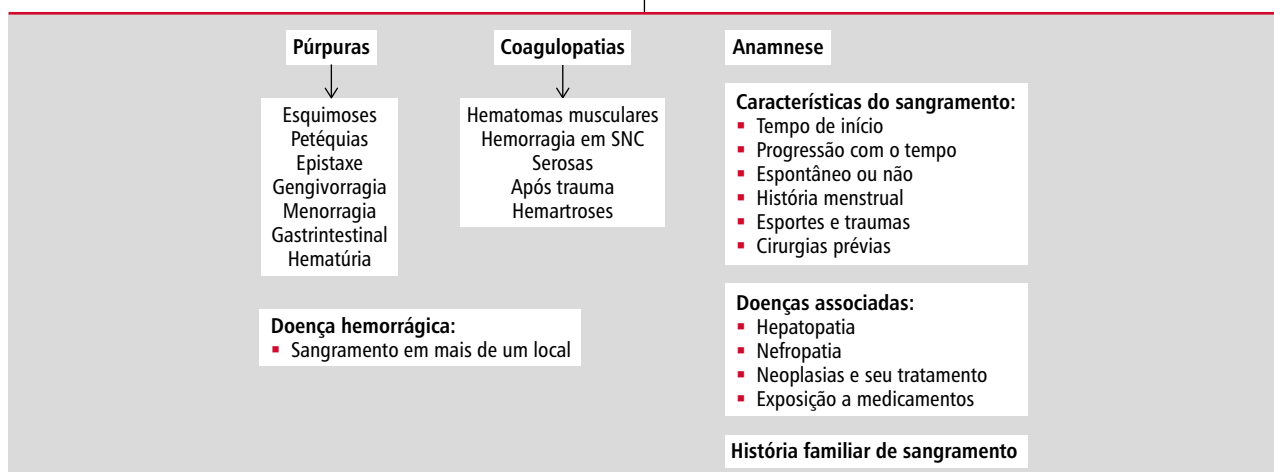 Púrpuras
Esquimoses
Petéquias
Epistaxe
Gengivorragia
Menorragia
Gastrintestinal
Hematúria
Coagulopatias
Hematomas musculares
Hemorragia em SNC
Serosas
Após trauma
Hemartroses
Doença hemorrágica:
▪ Sangramento em mais de um local
Anamnese
Características do sangramento:
▪ Tempo de início
▪ Progressão com o tempo
▪ Espontâneo ou não
▪ História menstrual
▪ Esportes e traumas
▪ Cirurgias prévias
Doenças associadas:
▪ Hepatopatia
▪ Nefropatia
▪ Neoplasias e seu tratamento
▪ Exposição a medicamentos
História familiar de sangramento